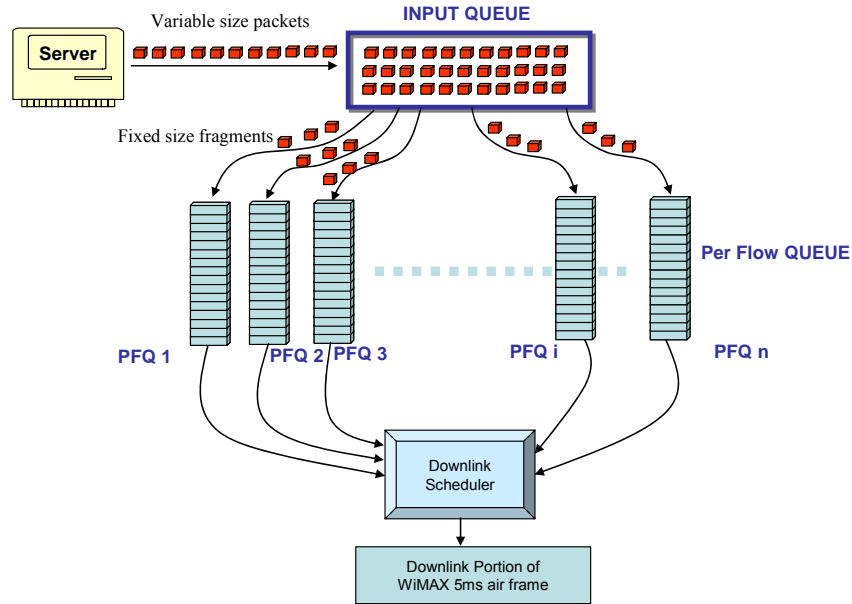 Variable size packets
INPUT QUEUE
Server
Fixed size fragments
Per Flow QUEUE
PFQ 1
PFQ 2
PFQ 3
PFQ i
PFQ n
Downlink
Scheduler
Downlink Portion of
WiMAX 5ms air frame